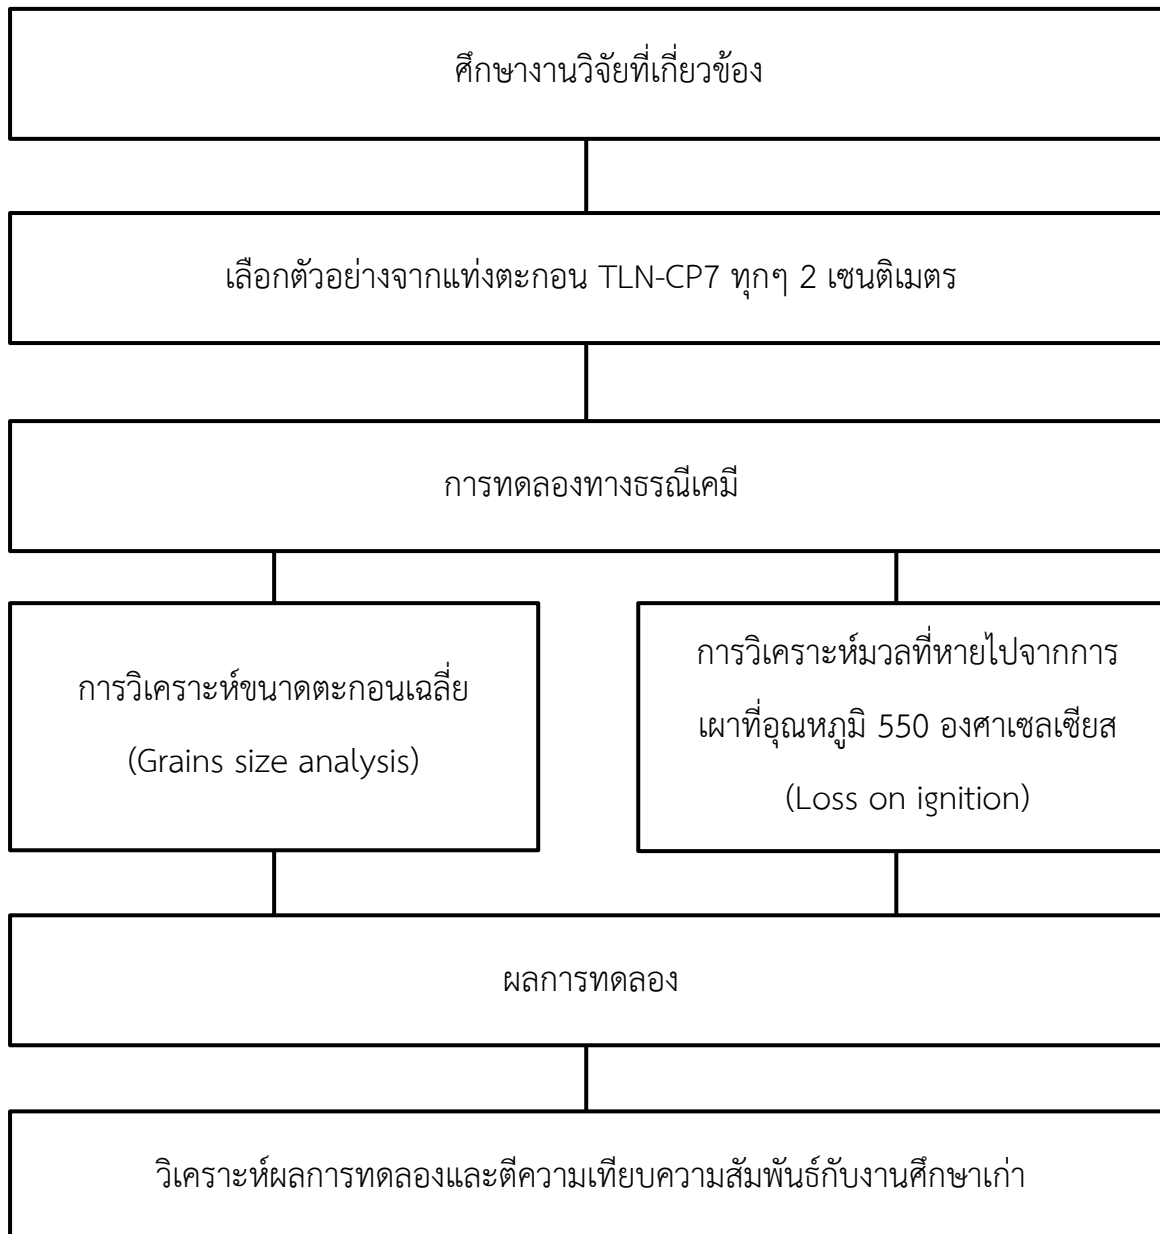 ศึกษางานวิจัยที่เกี่ยวข้อง
เลือกตัวอย่างจากแท่งตะกอน TLN-CP7 ทุกๆ 2 เซนติเมตร
การทดลองทางธรณีเคมี
การวิเคราะห์ขนาดตะกอนเฉลี่ย
(Grains size analysis)
การวิเคราะห์มวลที่หายไปจากการ
เผาที่อุณหภูมิ 550 องศาเซลเซียส
(Loss on ignition)
ผลการทดลอง
วิเคราะห์ผลการทดลองและตีความเทียบความสัมพันธ์กับงานศึกษาเก่า